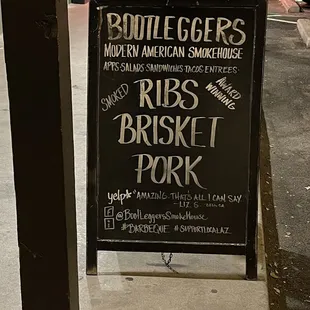 BOOTLEGGERS
MODERN AMERICAN SMOKEHOUSE
APPS SALADS SANDWICHES TACOS ENTREES
SMOKED
AWARD WINNING
RIBS
BRISKET
PORK
yelp "AMAZING. THAT'S ALL I CAN SAY
- LIZ S.
@BootLeggersSmokeHouse
#BARBEQUE #SUPPORTLOCALAZ